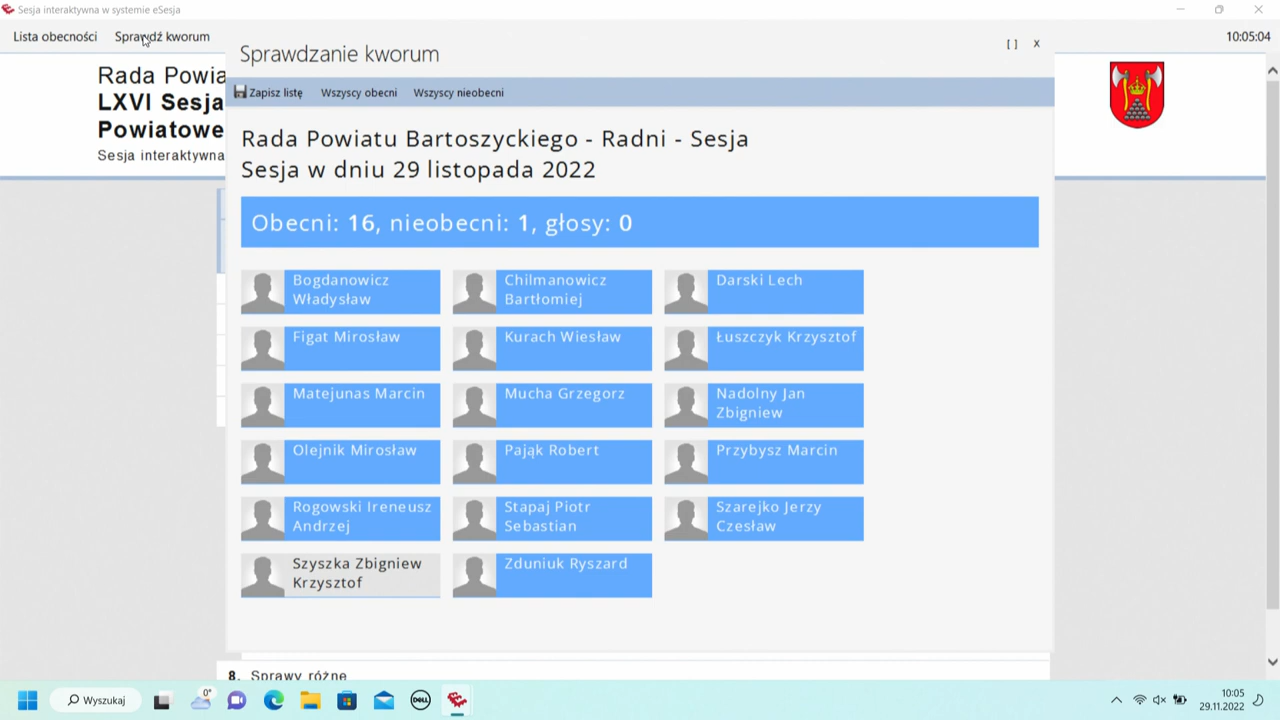 Sesja interaktywna w systemie eSesja
Lista obecności Sprawdź kworum
10:05:04
Sprawdzanie kworum
[ ] X
Rada Powia
LXVI Sesja
Powiatowe
Sesja interaktywna
Zapisz listę Wszyscy obecni Wszyscy nieobecni
Rada Powiatu Bartoszyckiego - Radni - Sesja
Sesja w dniu 29 listopada 2022
Obecni: 16, nieobecni: 1, głosy: 0
Bogdanowicz
Władysław
Chilmanowicz
Bartłomiej
Darski Lech
Figat Mirosław
Kurach Wiesław
Łuszczyk Krzysztof
Matejunas Marcin
Mucha Grzegorz
Nadolny Jan
Zbigniew
Olejnik Mirosław
Pająk Robert
Przybysz Marcin
Rogowski Ireneusz
Andrzej
Stapaj Piotr
Sebastian
Szarejko Jerzy
Czesław
Szyszka Zbigniew
Krzysztof
Zduniuk Ryszard
8. Sprawy różne
0°
Wyszukaj
DELL
10:05
29.11.2022